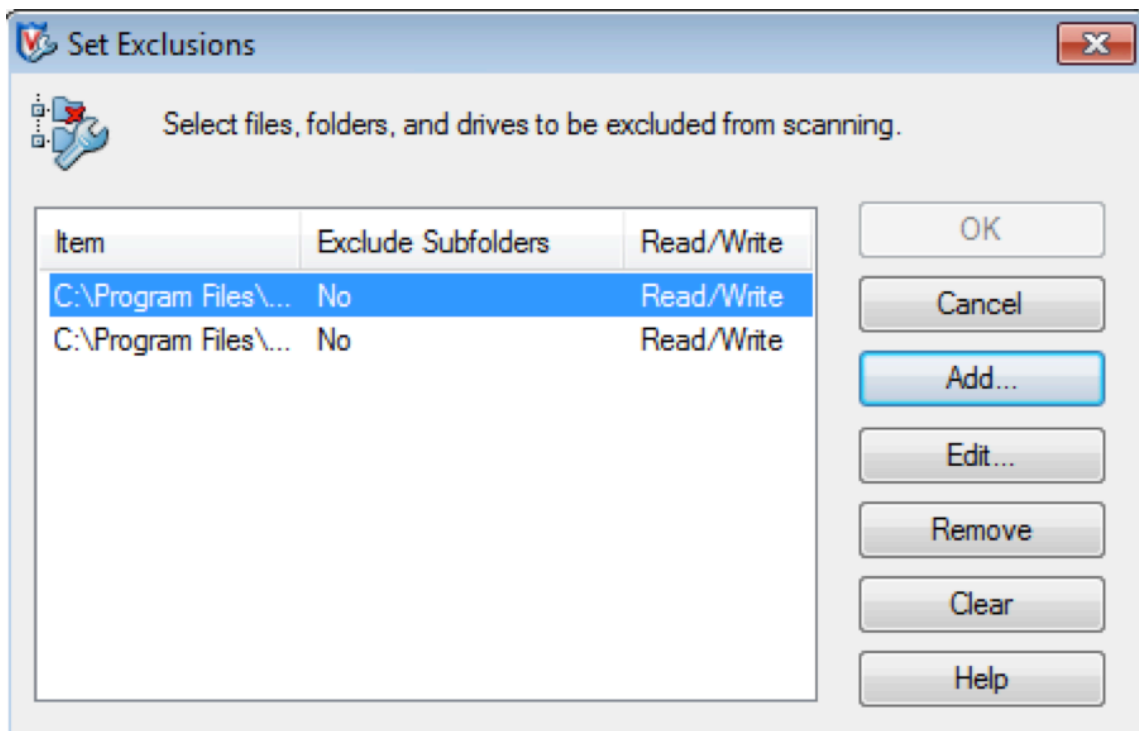 Set Exclusions
Select files, folders, and drives to be excluded from scanning.
Item Exclude Subfolders Read/Write
C:\Program Files\... No Read/Write
C:\Program Files\... No Read/Write
OK
Cancel
Add...
Edit...
Remove
Clear
Help